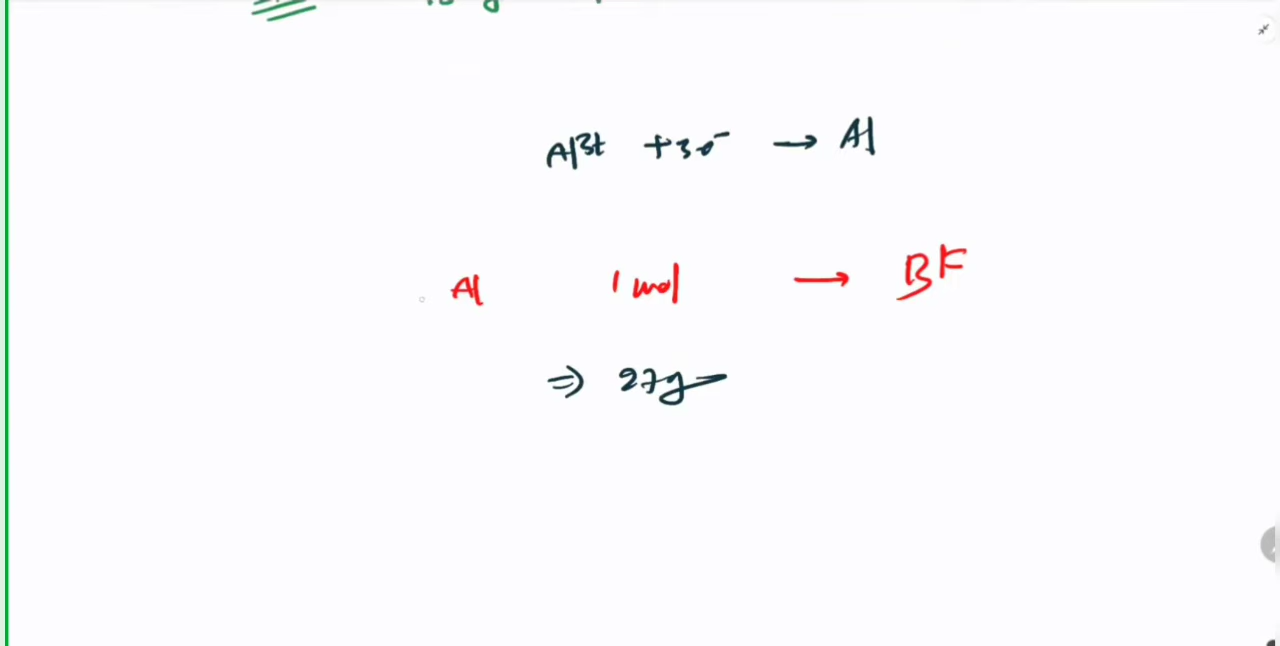 Al³⁺ + 3e⁻ → Al
Al 1 mol → 3F
⇒ 27g